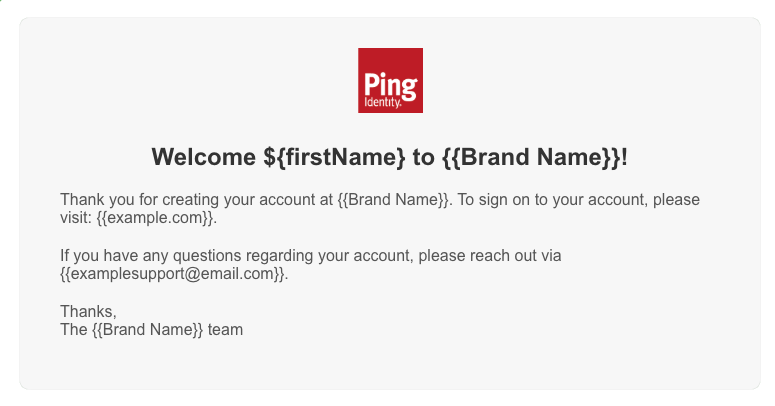 Ping
Identity.
Welcome ${firstName} to {{Brand Name}}!
Thank you for creating your account at {{Brand Name}}. To sign on to your account, please
visit: {{example.com}}.
If you have any questions regarding your account, please reach out via
{{examplesupport@email.com}}.
Thanks,
The {{Brand Name}} team